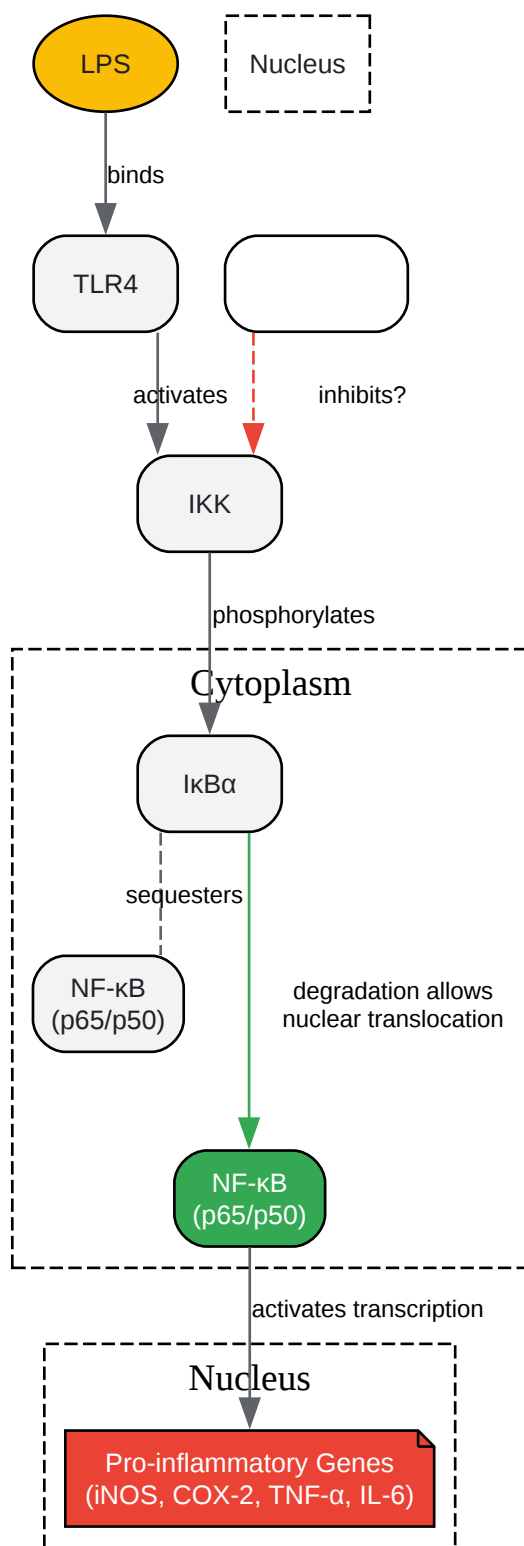 LPS
Nucleus
binds
TLR4
activates
inhibits?
IKK
phosphorylates
Cytoplasm
IκBα
sequesters
NF-κB
(p65/p50)
degradation allows
nuclear translocation
NF-κB
(p65/p50)
activates transcription
Nucleus
Pro-inflammatory Genes
(iNOS, COX-2, TNF-α, IL-6)